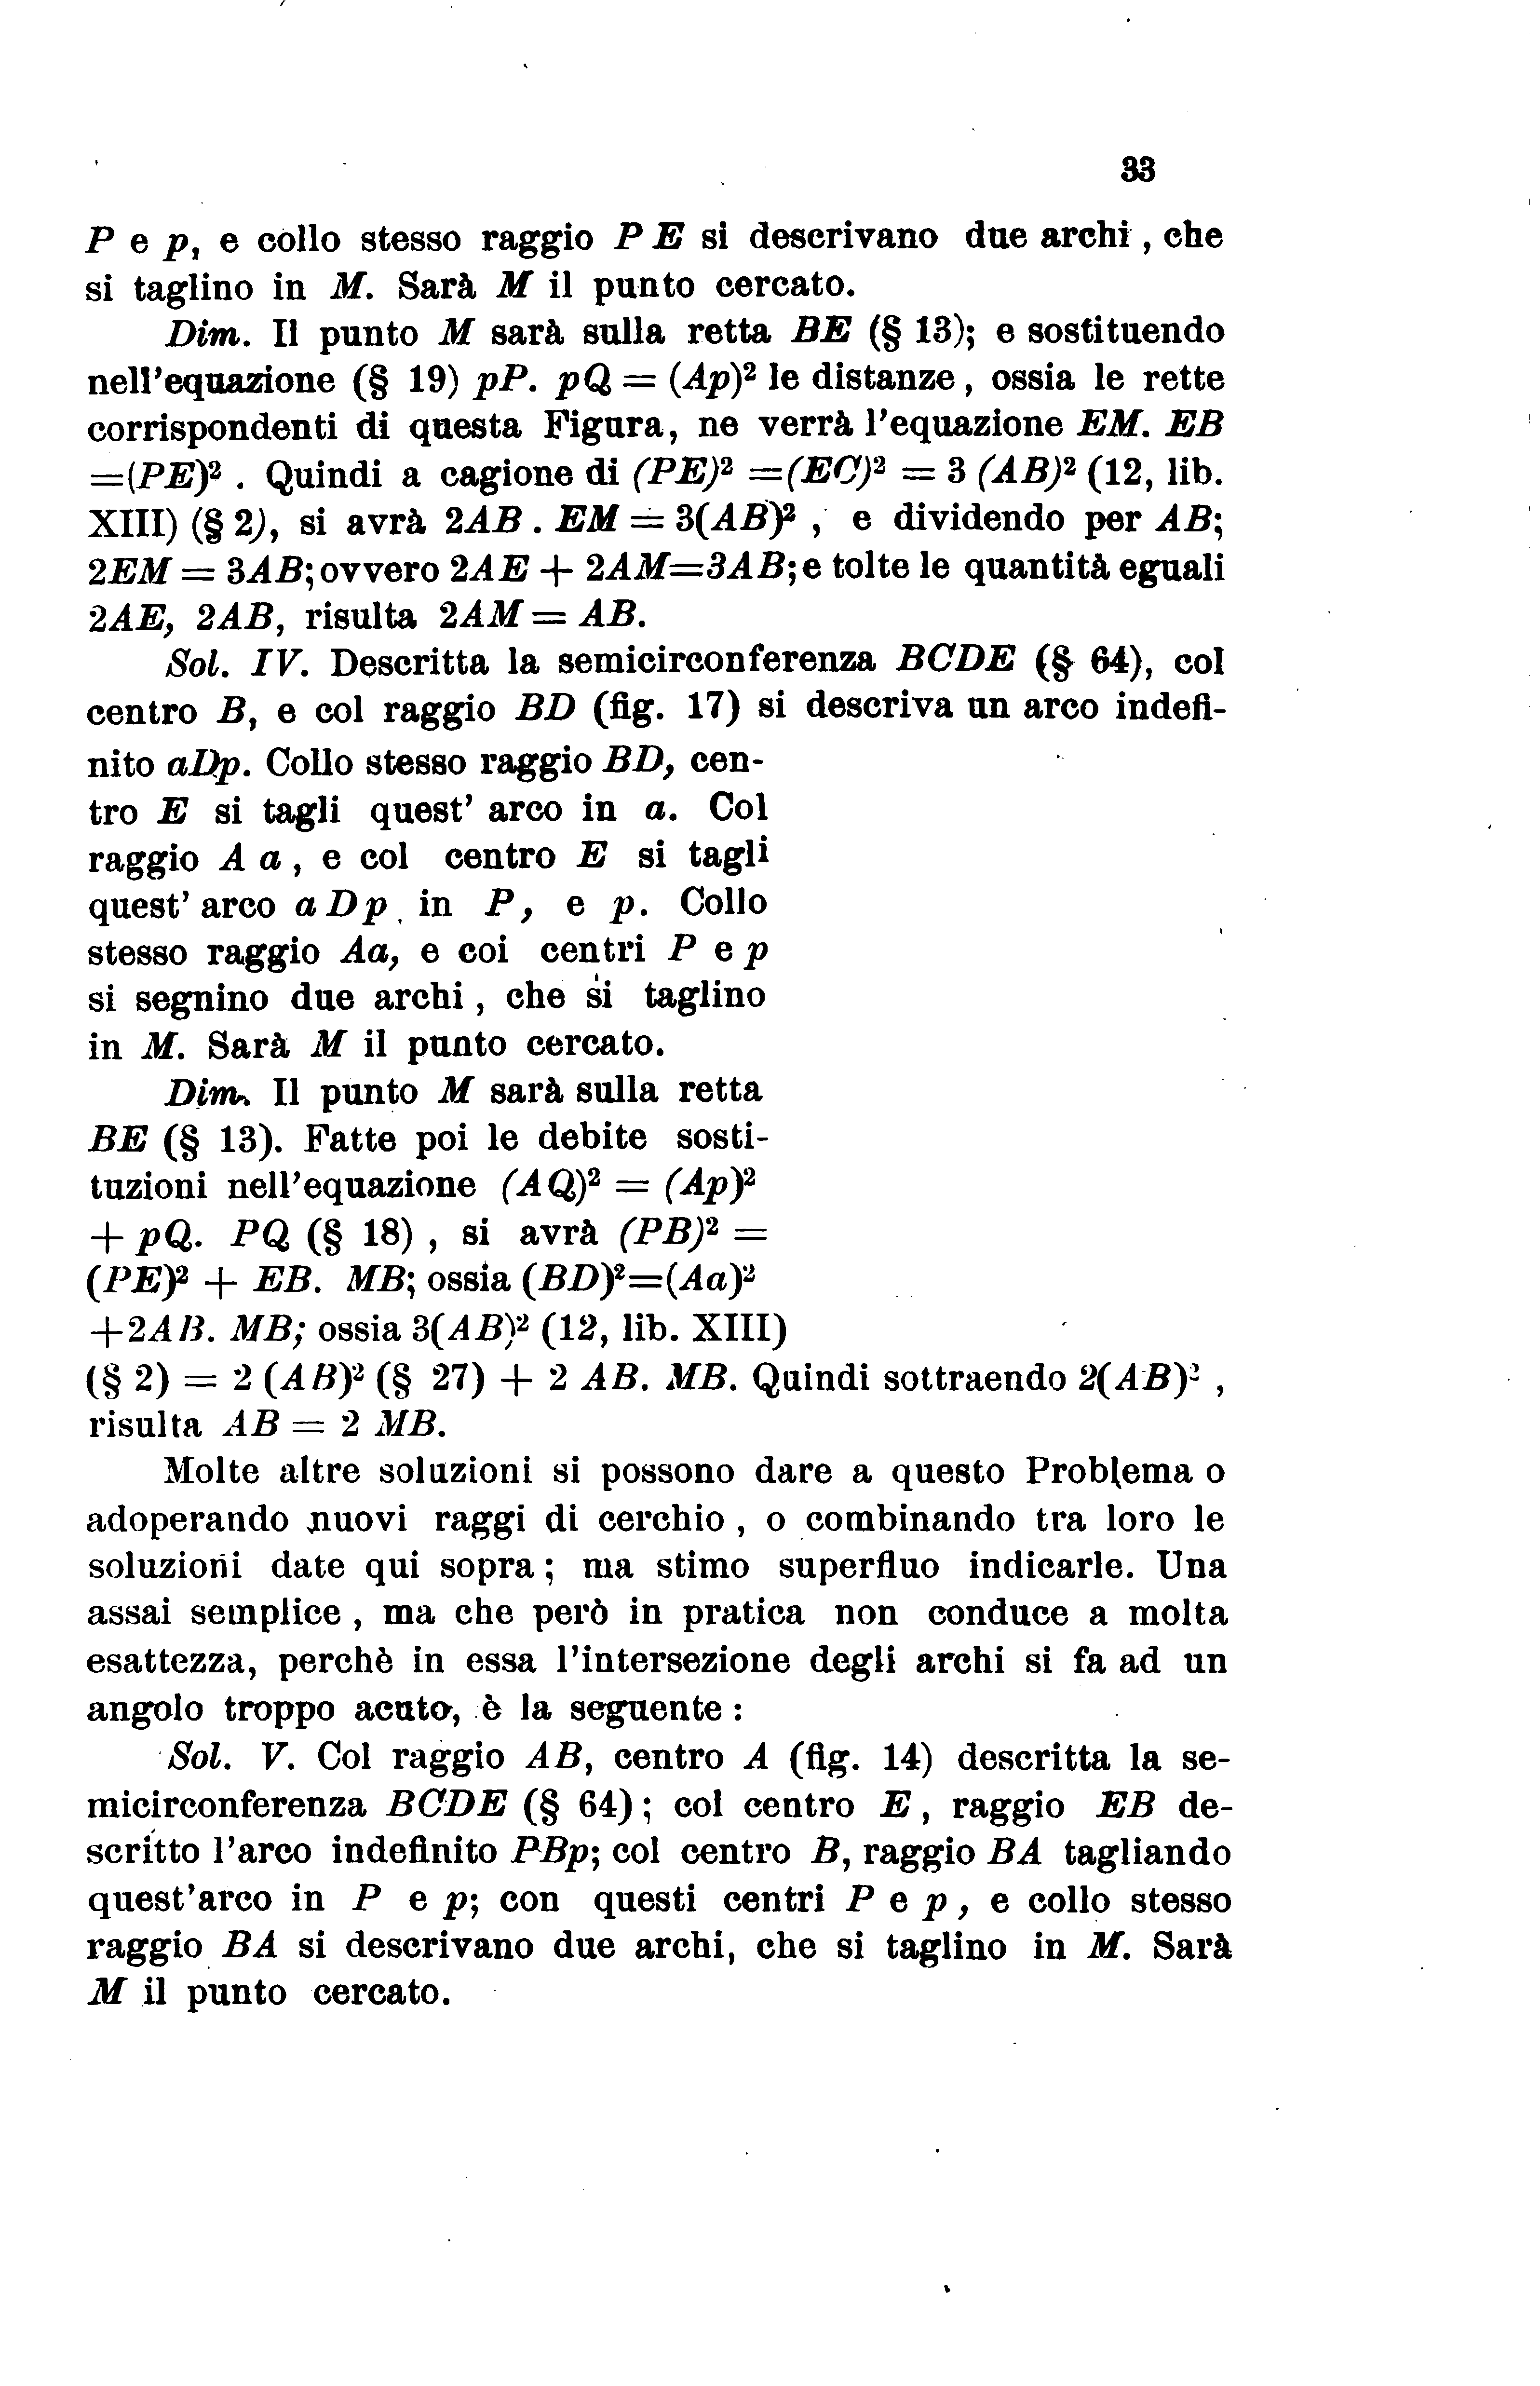 33
P e p, e collo stesso raggio P E si descrivano due archi, che
si taglino in M. Sarà M il punto cercato.
Dim. Il punto M sarà sulla retta BE (§ 13); e sostituendo
nell'equazione (§ 19) pP. pQ = (Ap)² le distanze, ossia le rette
corrispondenti di questa Figura, ne verrà l'equazione EM. EB
=(PE)² . Quindi a cagione di (PE)² =(EC)² = 3 (AB)² (12, lib.
XIII) (§ 2), si avrà 2AB . EM = 3(AB)² , e dividendo per AB;
2EM = 3AB; ovvero 2AE + 2AM=3AB; e tolte le quantità eguali
2AE, 2AB, risulta 2AM = AB.
Sol. IV. Descritta la semicirconferenza BCDE (§ 64), col
centro B, e col raggio BD (fig. 17) si descriva un arco indefi-
nito aDp. Collo stesso raggio BD, cen-
tro E si tagli quest' arco in a. Col
raggio A a, e col centro E si tagli
quest' arco a D p in P, e p. Collo
stesso raggio Aa, e coi centri P e p
si segnino due archi, che si taglino
in M. Sarà M il punto cercato.
Dim. Il punto M sarà sulla retta
BE (§ 13). Fatte poi le debite sosti-
tuzioni nell'equazione (AQ)² = (Ap)²
+ pQ. PQ (§ 18), si avrà (PB)² =
(PE)² + EB. MB; ossia (BD)²=(Aa)²
+2AB. MB; ossia 3(AB)² (12, lib. XIII)
(§ 2) = 2 (AB)² (§ 27) + 2 AB. MB. Quindi sottraendo 2(AB)² ,
risulta AB = 2 MB.
Molte altre soluzioni si possono dare a questo Problema o
adoperando nuovi raggi di cerchio, o combinando tra loro le
soluzioni date qui sopra; ma stimo superfluo indicarle. Una
assai semplice, ma che però in pratica non conduce a molta
esattezza, perchè in essa l'intersezione degli archi si fa ad un
angolo troppo acuto, è la seguente:
Sol. V. Col raggio AB, centro A (fig. 14) descritta la se-
micirconferenza BCDE (§ 64); col centro E, raggio EB de-
scritto l'arco indefinito PBp; col centro B, raggio BA tagliando
quest'arco in P e p; con questi centri P e p, e collo stesso
raggio BA si descrivano due archi, che si taglino in M. Sarà
M il punto cercato.